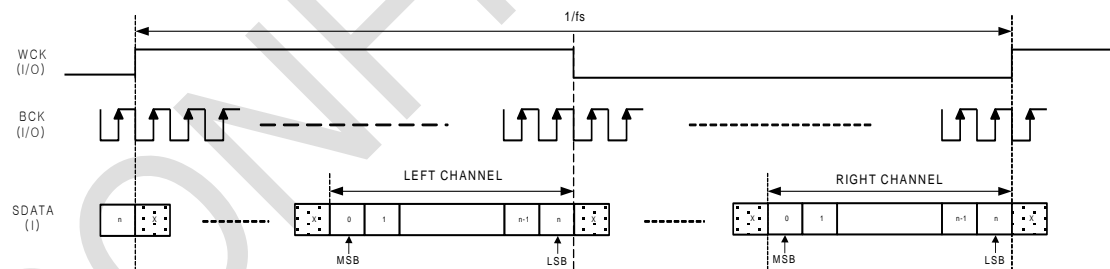 1/fs
WCK
(I/O)
BCK
(I/O)
LEFT CHANNEL
RIGHT CHANNEL
SDATA
(I)
n X X 0 1 n-1 n X X 0 1 n-1 n X
MSB LSB MSB LSB